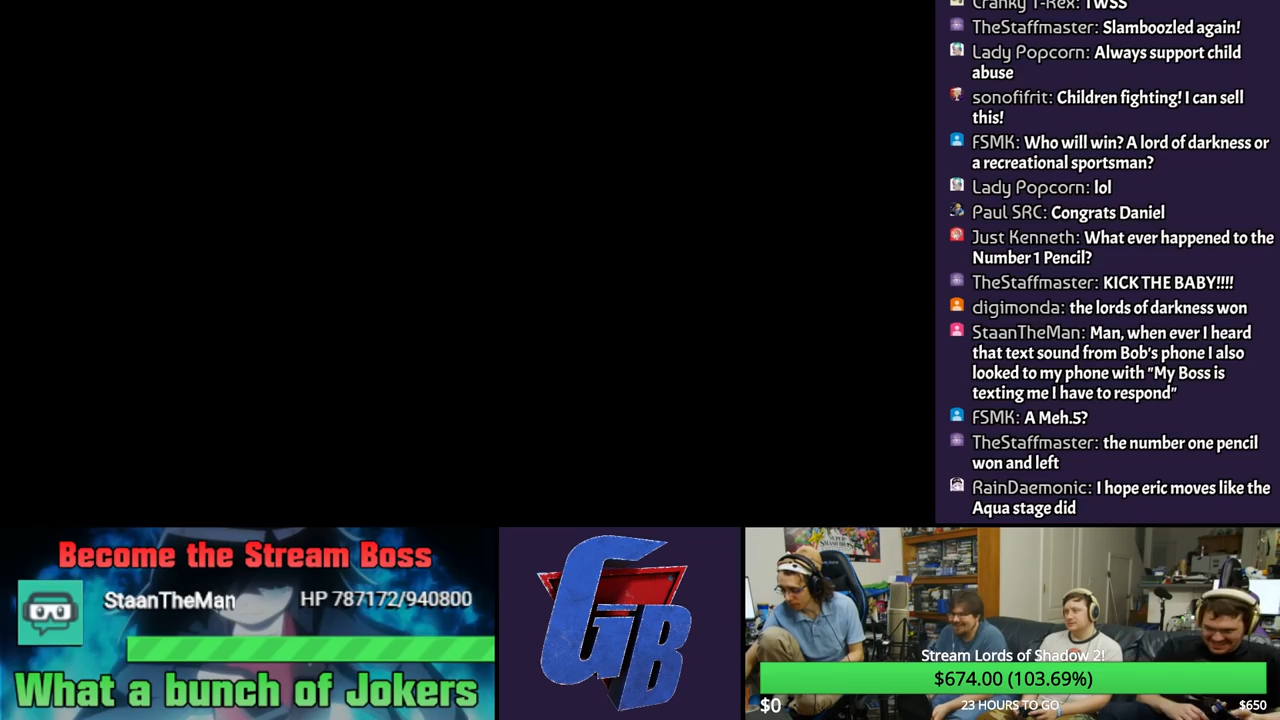 Cranky T-Rex: TWSS
TheStaffmaster: Slamboozled again!
Lady Popcorn: Always support child
abuse
sonofifrit: Children fighting! I can sell
this!
FSMK: Who will win? A lord of darkness or
a recreational sportsman?
Lady Popcorn: lol
Paul SRC: Congrats Daniel
Just Kenneth: What ever happened to the
Number 1 Pencil?
TheStaffmaster: KICK THE BABY!!!!
digimonda: the lords of darkness won
StaanTheMan: Man, when ever I heard
that text sound from Bob's phone I also
looked to my phone with "My Boss is
texting me I have to respond"
FSMK: A Meh.5?
TheStaffmaster: the number one pencil
won and left
RainDaemonic: I hope eric moves like the
Aqua stage did
Become the Stream Boss
StaanTheMan HP 787172/940800
What a bunch of Jokers
GB
Stream Lords of Shadow 2!
$674.00 (103.69%)
$0 23 HOURS TO GO $650